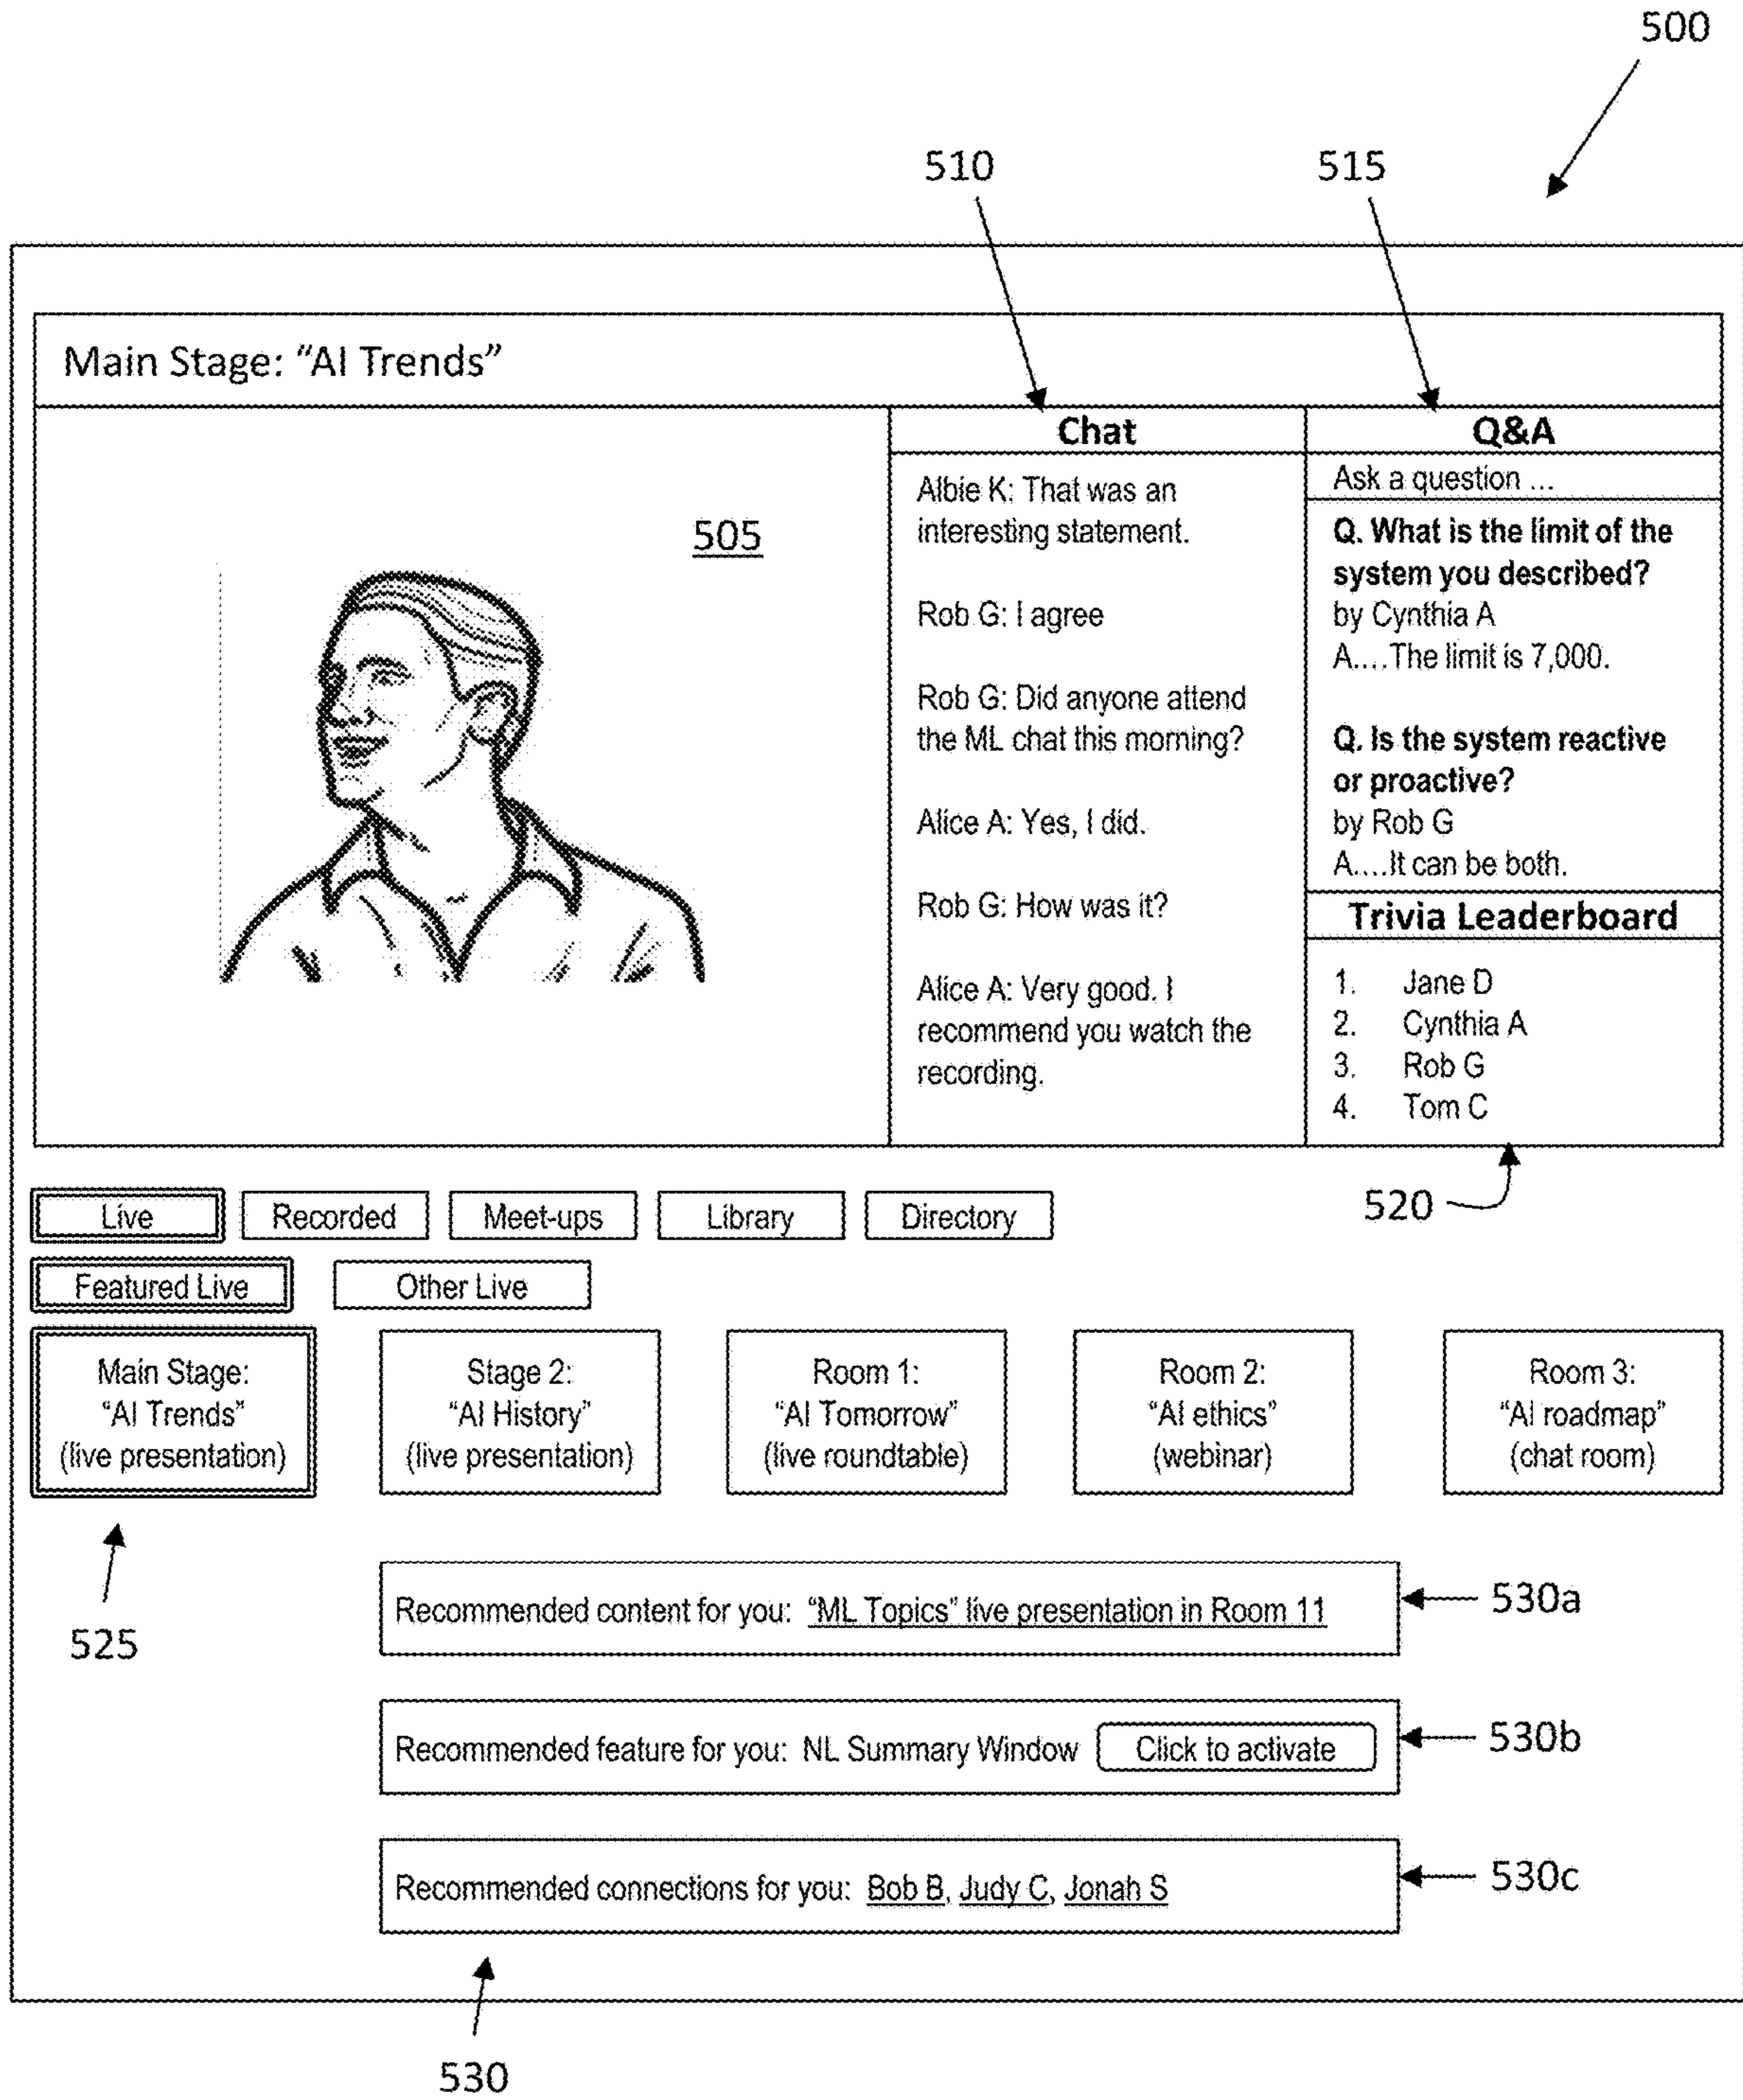 500
510
515
Main Stage: “AI Trends”
505
Chat
Albie K: That was an
interesting statement.
Rob G: I agree
Rob G: Did anyone attend
the ML chat this morning?
Alice A: Yes, I did.
Rob G: How was it?
Alice A: Very good. I
recommend you watch the
recording.
Q&A
Ask a question ...
Q. What is the limit of the
system you described?
by Cynthia A
A....The limit is 7,000.
Q. Is the system reactive
or proactive?
by Rob G
A....It can be both.
Trivia Leaderboard
1. Jane D
2. Cynthia A
3. Rob G
4. Tom C
520
Live
Recorded
Meet-ups
Library
Directory
Featured Live
Other Live
Main Stage:
“AI Trends”
(live presentation)
Stage 2:
“AI History”
(live presentation)
Room 1:
“AI Tomorrow”
(live roundtable)
Room 2:
“AI ethics”
(webinar)
Room 3:
“AI roadmap”
(chat room)
525
Recommended content for you: “ML Topics” live presentation in Room 11
530a
Recommended feature for you: NL Summary Window Click to activate
530b
Recommended connections for you: Bob B, Judy C, Jonah S
530c
530